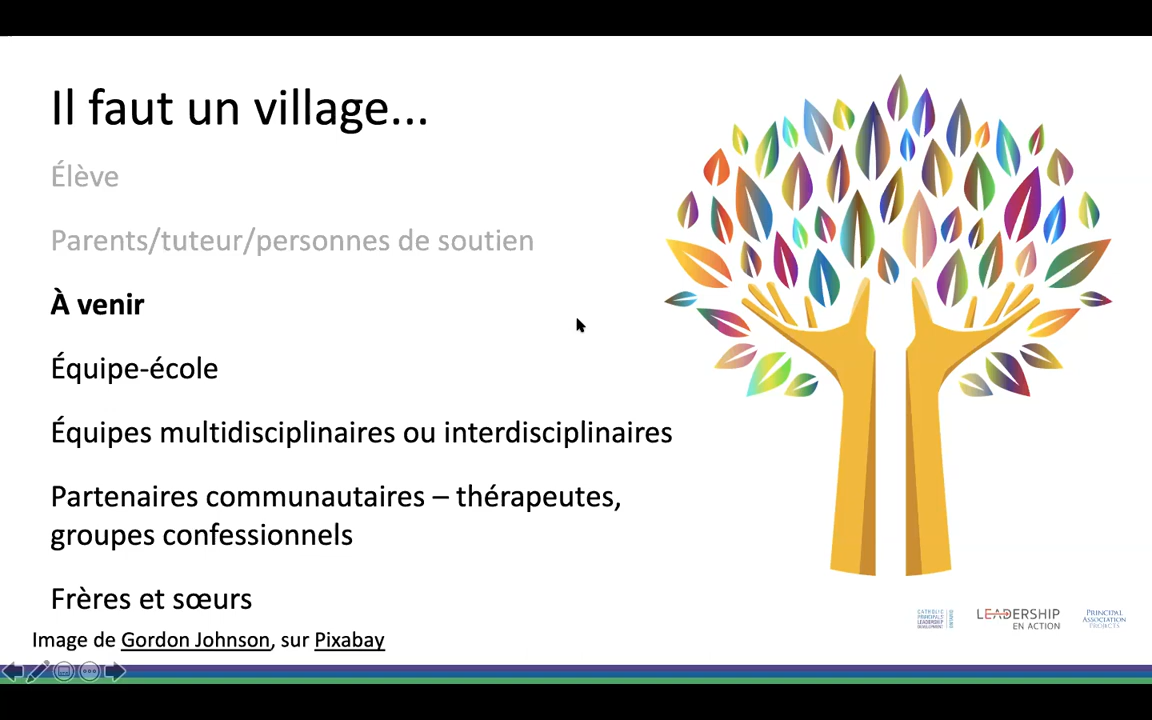 Il faut un village...
Élève
Parents/tuteur/personnes de soutien
À venir
Équipe-école
Équipes multidisciplinaires ou interdisciplinaires
Partenaires communautaires – thérapeutes,
groupes confessionnels
Frères et sœurs
Image de Gordon Johnson, sur Pixabay
CATHOLIC
PRINCIPALS
LEADERSHIP
DEVELOPMENT
ONTARIO
LEADERSHIP
EN ACTION
PRINCIPAL
ASSOCIATION
PROJECTS